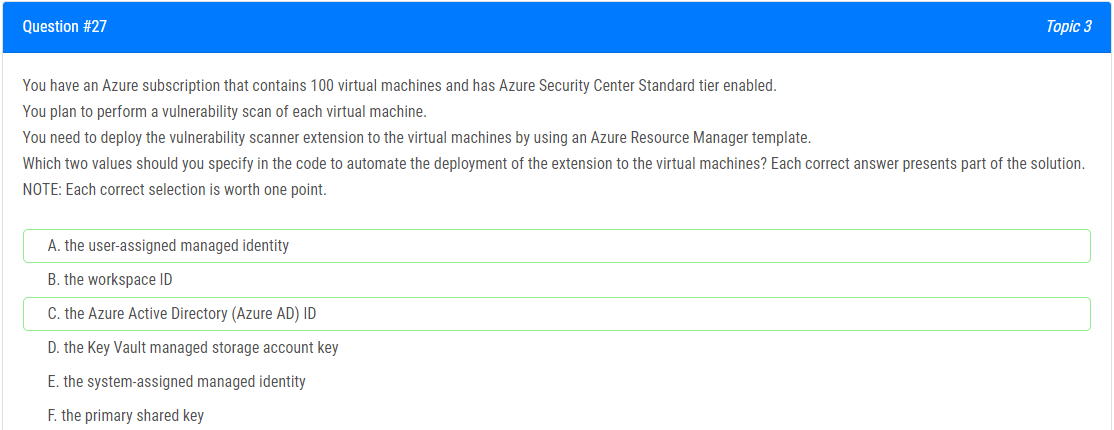 Question #27
Topic 3
You have an Azure subscription that contains 100 virtual machines and has Azure Security Center Standard tier enabled.
You plan to perform a vulnerability scan of each virtual machine.
You need to deploy the vulnerability scanner extension to the virtual machines by using an Azure Resource Manager template.
Which two values should you specify in the code to automate the deployment of the extension to the virtual machines? Each correct answer presents part of the solution.
NOTE: Each correct selection is worth one point.
A. the user-assigned managed identity
B. the workspace ID
C. the Azure Active Directory (Azure AD) ID
D. the Key Vault managed storage account key
E. the system-assigned managed identity
F. the primary shared key